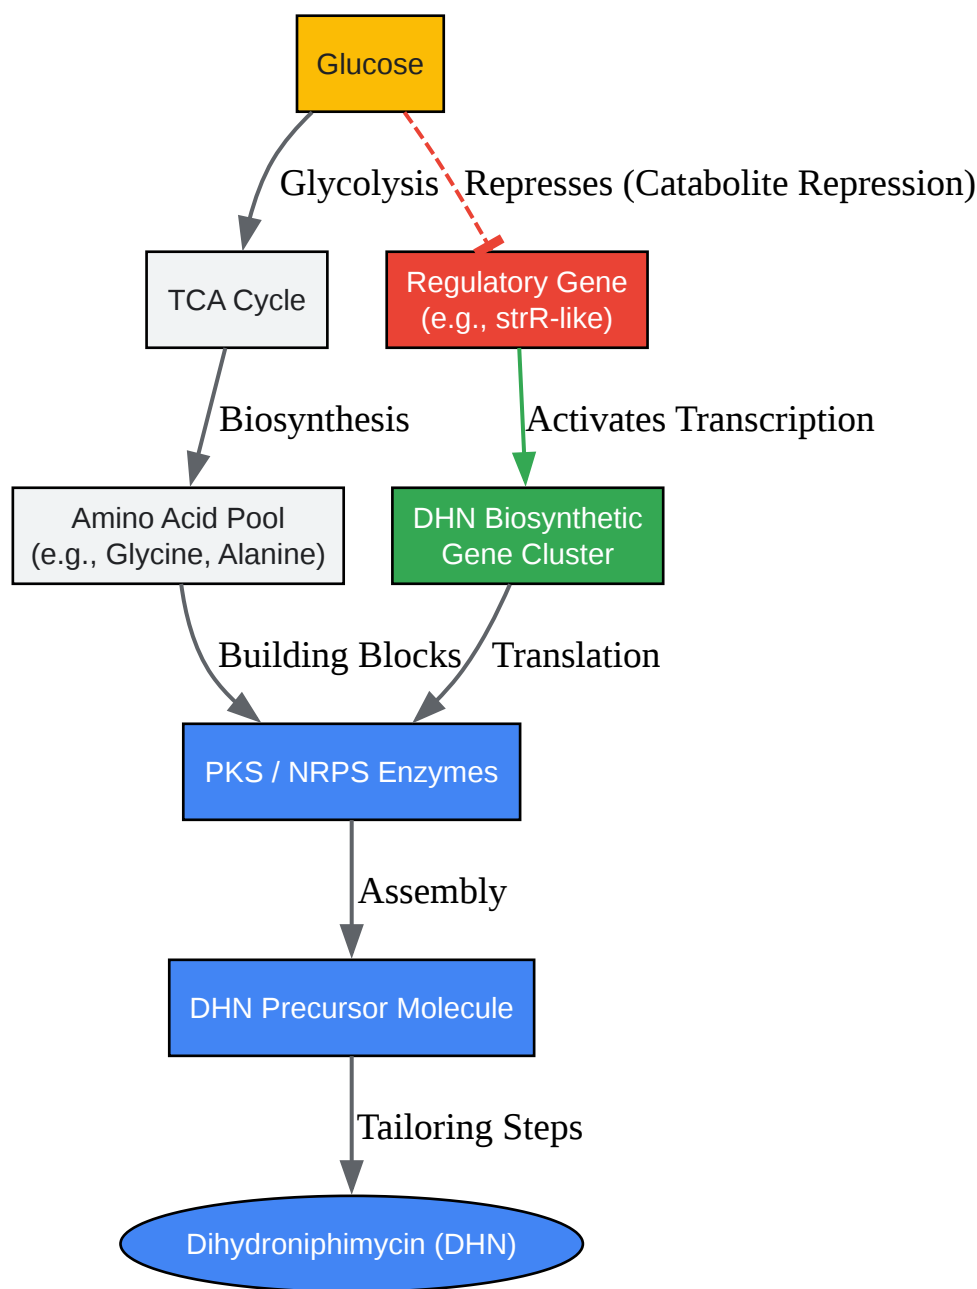 Glucose
Glycolysis
Represses (Catabolite Repression)
TCA Cycle
Regulatory Gene
(e.g., strR-like)
Biosynthesis
Activates Transcription
Amino Acid Pool
(e.g., Glycine, Alanine)
DHN Biosynthetic
Gene Cluster
Building Blocks
Translation
PKS / NRPS Enzymes
Assembly
DHN Precursor Molecule
Tailoring Steps
Dihydroniphimycin (DHN)